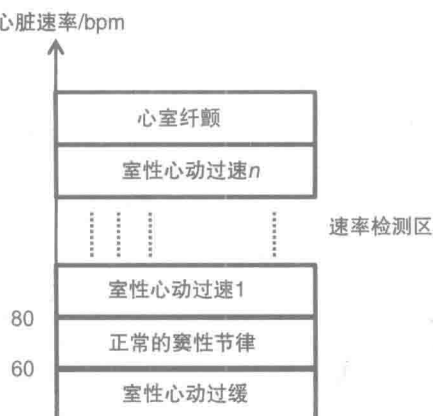 心脏速率/bpm
心室纤颤
室性心动过速n
速率检测区
室性心动过速1
80
正常的窦性节律
60
室性心动过缓